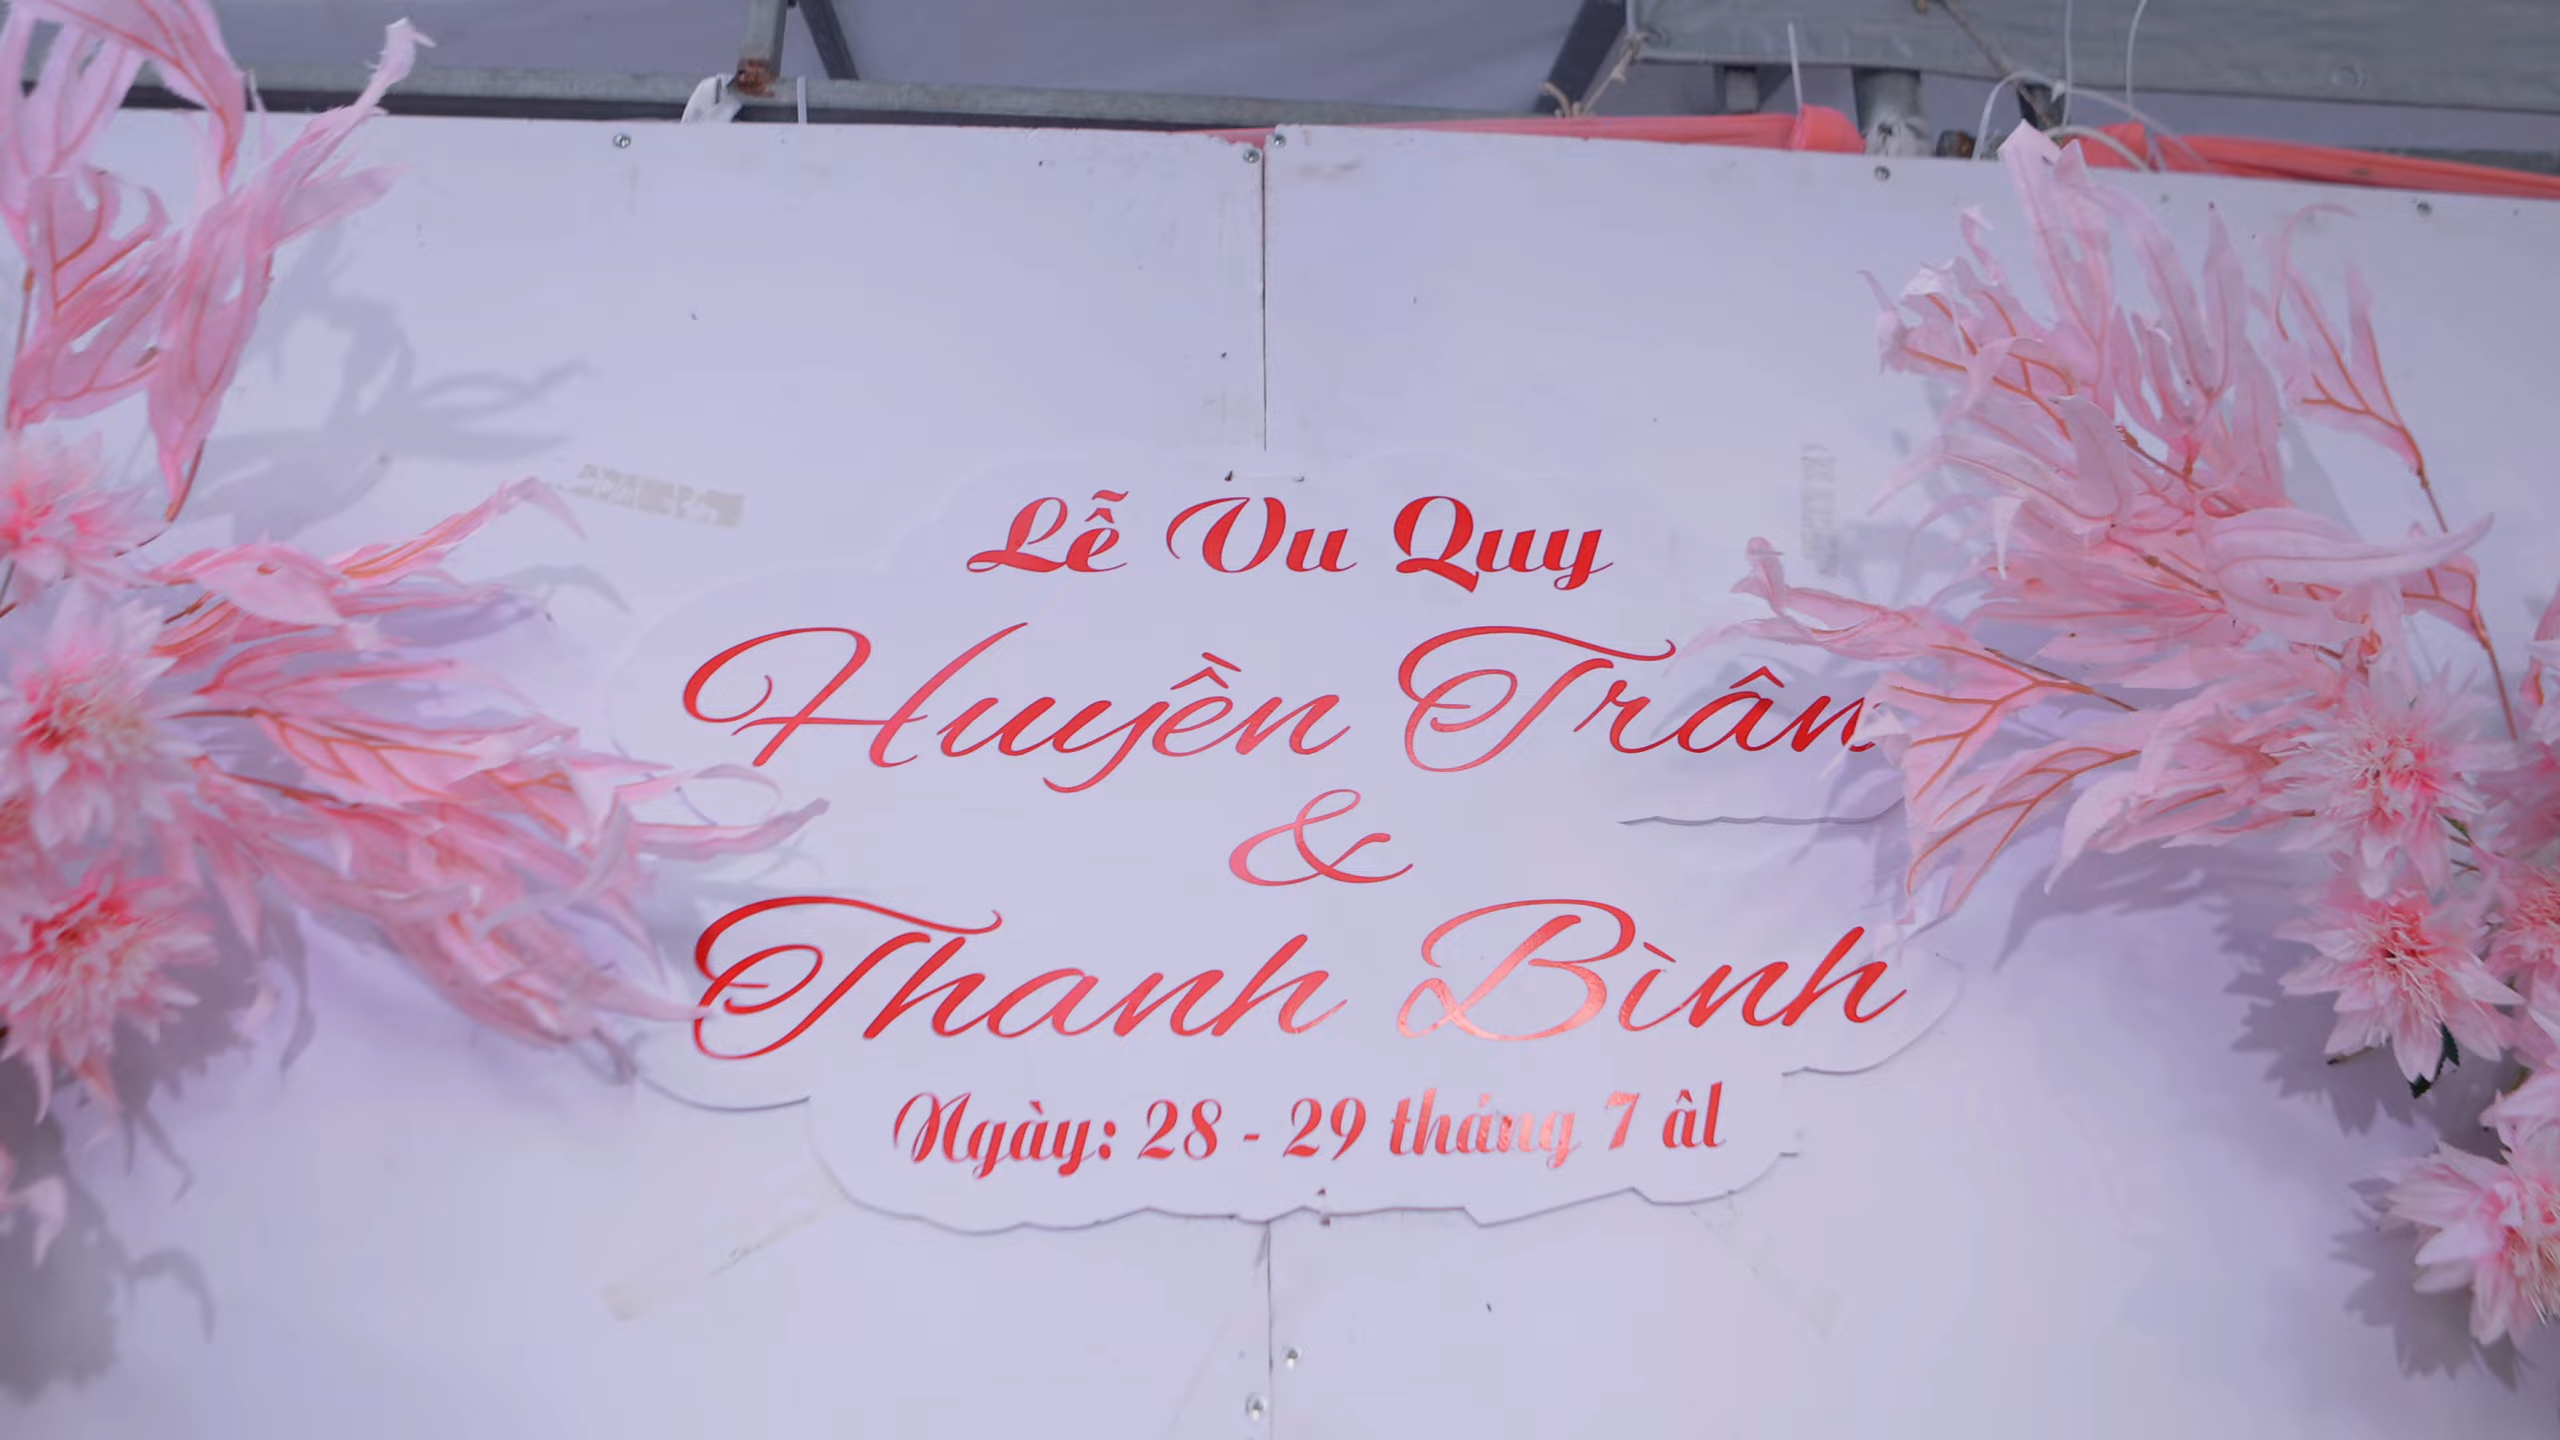 Lễ Vu Quy
Huyền Trân
&
Thanh Bình
Ngày: 28 - 29 tháng 7 âl